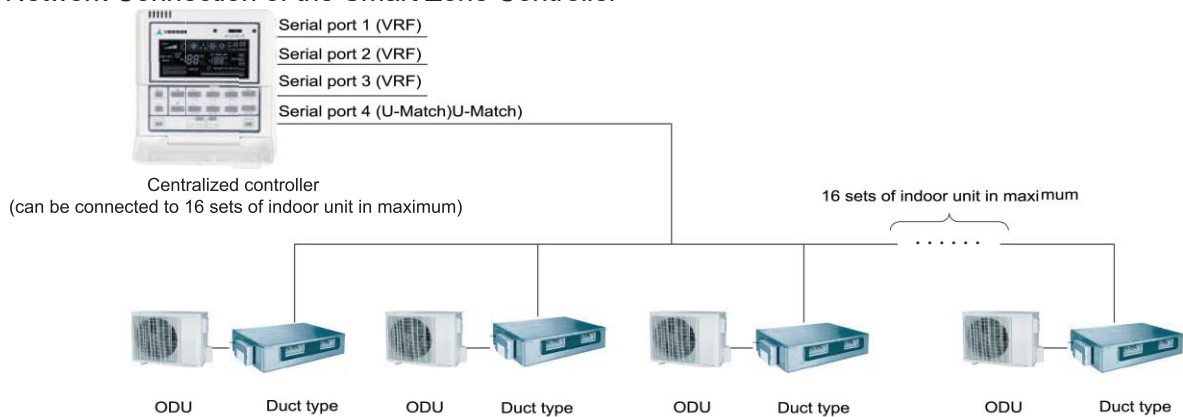 Network Connection of the Smart Zone Controller
Serial port 1 (VRF)
Serial port 2 (VRF)
Serial port 3 (VRF)
Serial port 4 (U-Match)U-Match)
Centralized controller
(can be connected to 16 sets of indoor unit in maximum)
16 sets of indoor unit in maximum
. . . . . .
ODU Duct type ODU Duct type ODU Duct type ODU Duct type